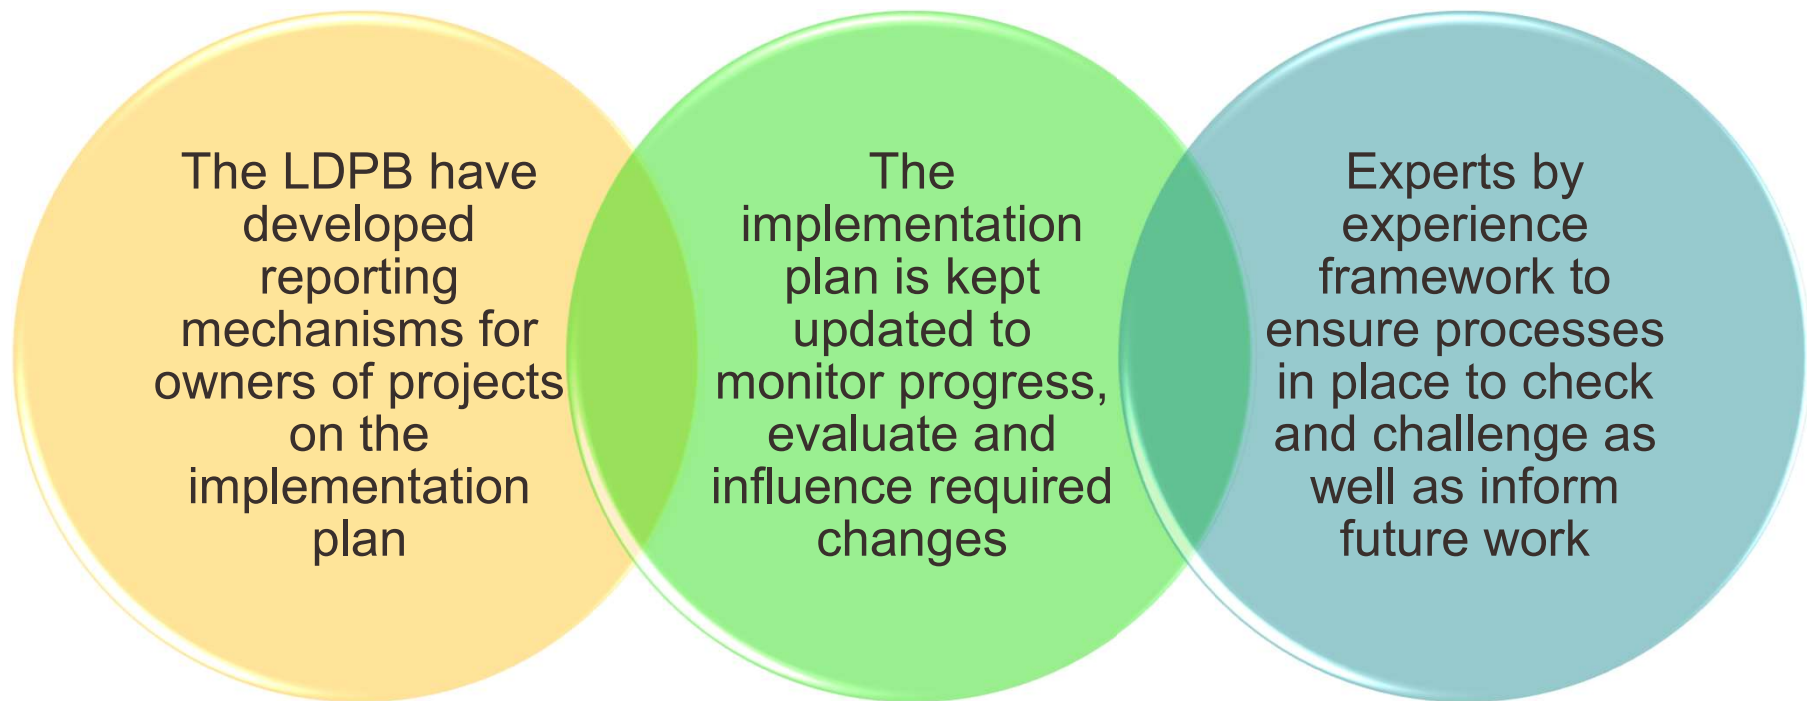 The LDPB have
developed
reporting
mechanisms for
owners of projects
on the
implementation
plan
The
implementation
plan is kept
updated to
monitor progress,
evaluate and
influence required
changes
Experts by
experience
framework to
ensure processes
in place to check
and challenge as
well as inform
future work